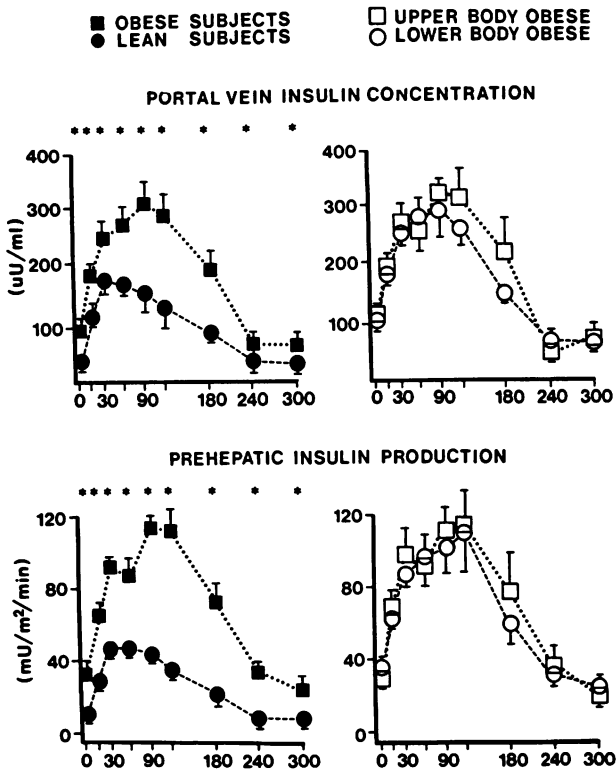 OBESE SUBJECTS
LEAN SUBJECTS
UPPER BODY OBESE
LOWER BODY OBESE
PORTAL VEIN INSULIN CONCENTRATION
* * * * * * * * *
(uU/ml)
400
300
200
100
0 30 90 180 240 300
400
300
200
100
0 30 90 180 240 300
PREHEPATIC INSULIN PRODUCTION
* * * * * * * * *
(mU/m²/min)
120
80
40
0
0 30 90 180 240 300
120
80
40
0
0 30 90 180 240 300